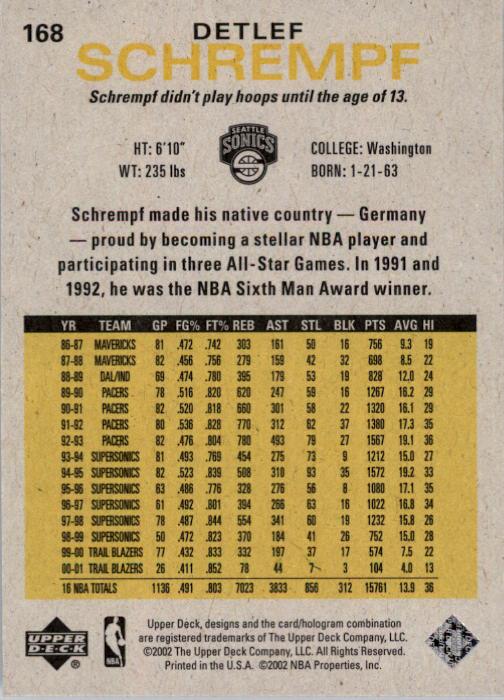 168
DETLEF
SCHREMPF
Schrempf didn't play hoops until the age of 13.
HT: 6'10"
WT: 235 lbs
SEATTLE
SONICS
COLLEGE: Washington
BORN: 1-21-63
Schrempf made his native country — Germany
— proud by becoming a stellar NBA player and
participating in three All-Star Games. In 1991 and
1992, he was the NBA Sixth Man Award winner.
YR TEAM GP FG% FT% REB AST STL BLK PTS AVG HI
86-87 MAVERICKS 81 .472 .742 303 161 50 16 756 9.3 19
87-88 MAVERICKS 82 .456 .756 279 159 42 32 698 8.5 22
88-89 DAL/IND 69 .474 .780 395 179 53 19 828 12.0 24
89-90 PACERS 78 .516 .820 620 247 59 16 1267 16.2 29
90-91 PACERS 82 .520 .818 660 301 58 22 1320 16.1 29
91-92 PACERS 80 .536 .828 770 312 62 37 1380 17.3 35
92-93 PACERS 82 .476 .804 780 493 79 27 1567 19.1 36
93-94 SUPERSONICS 81 .493 .769 454 275 73 9 1212 15.0 27
94-95 SUPERSONICS 82 .523 .839 508 310 93 35 1572 19.2 33
95-96 SUPERSONICS 63 .486 .776 328 276 56 8 1080 17.1 35
96-97 SUPERSONICS 61 .492 .801 394 266 63 16 1022 16.8 34
97-98 SUPERSONICS 78 .487 .844 554 341 60 19 1232 15.8 26
98-99 SUPERSONICS 50 .472 .823 370 184 41 26 752 15.0 28
99-00 TRAIL BLAZERS 77 .432 .833 332 197 37 17 574 7.5 22
00-01 TRAIL BLAZERS 26 .411 .852 78 44 7 3 104 4.0 13
16 NBA TOTALS 1136 .491 .803 7023 3833 856 312 15761 13.9 36
UPPER
DECK
®
NBA
Upper Deck, designs and the card/hologram combination
are registered trademarks of The Upper Deck Company, LLC.
©2002 The Upper Deck Company, LLC. All Rights Reserved.
Printed in the U.S.A. ©2002 NBA Properties, Inc.